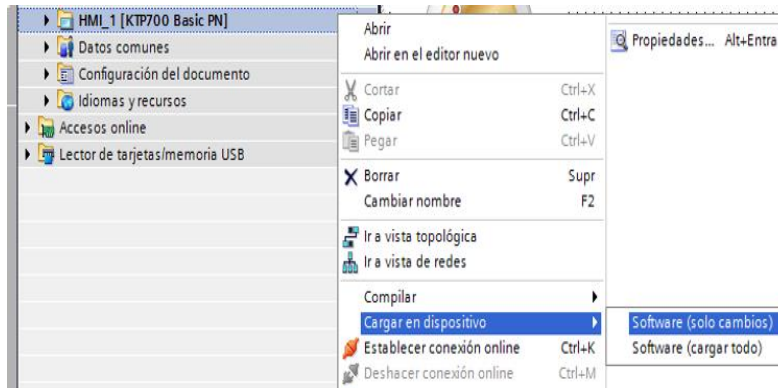 HMI_1 [KTP700 Basic PN]
Datos comunes
Configuración del documento
Idiomas y recursos
Accesos online
Lector de tarjetas/memoria USB
Abrir
Abrir en el editor nuevo
Cortar Ctrl+X
Copiar Ctrl+C
Pegar Ctrl+V
Borrar Supr
Cambiar nombre F2
Ir a vista topológica
Ir a vista de redes
Compilar
Cargar en dispositivo
Establecer conexión online Ctrl+K
Deshacer conexión online Ctrl+M
Propiedades... Alt+Entra
Software (solo cambios)
Software (cargar todo)